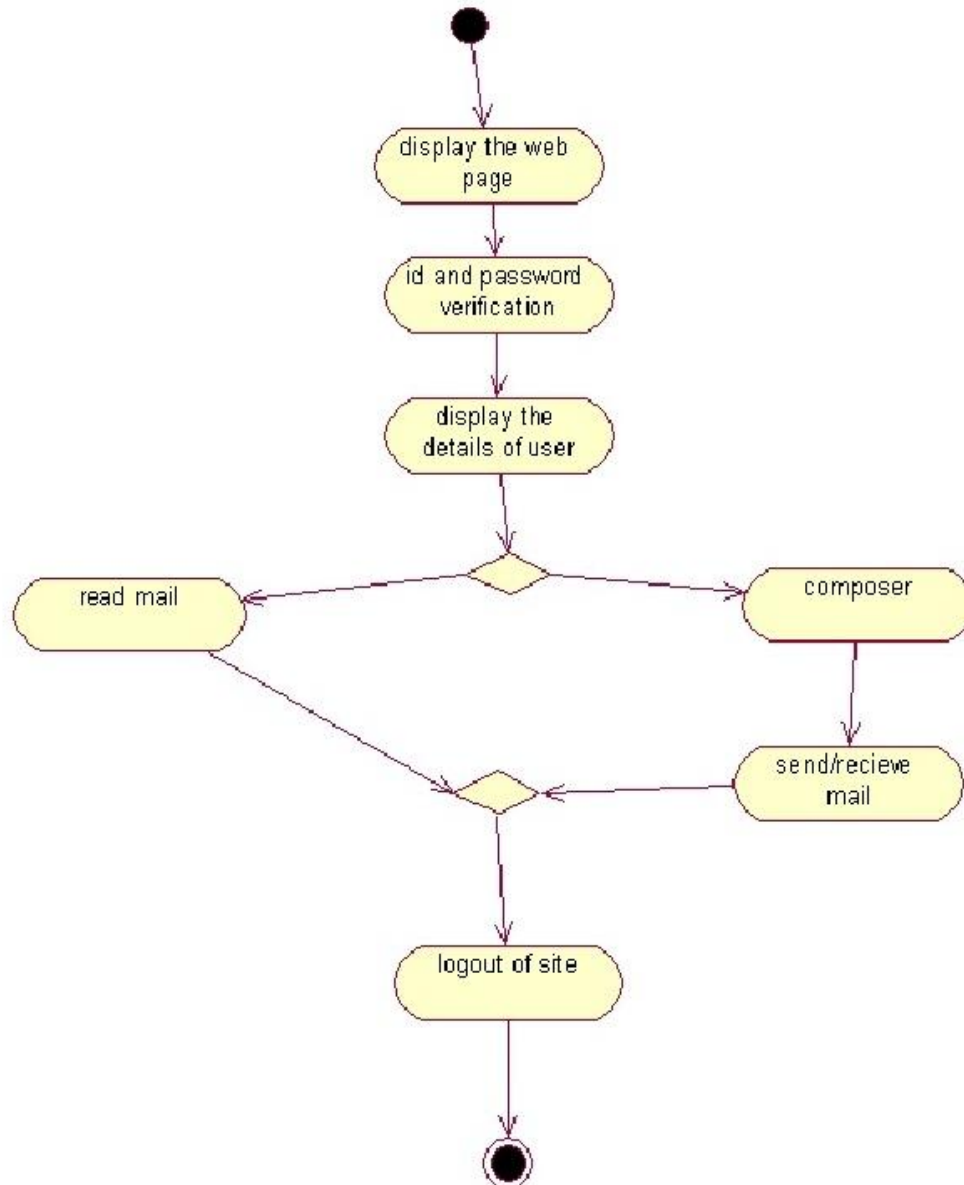 display the web
page
id and password
verification
display the
details of user
read mail
composer
send/recieve
mail
logout of site